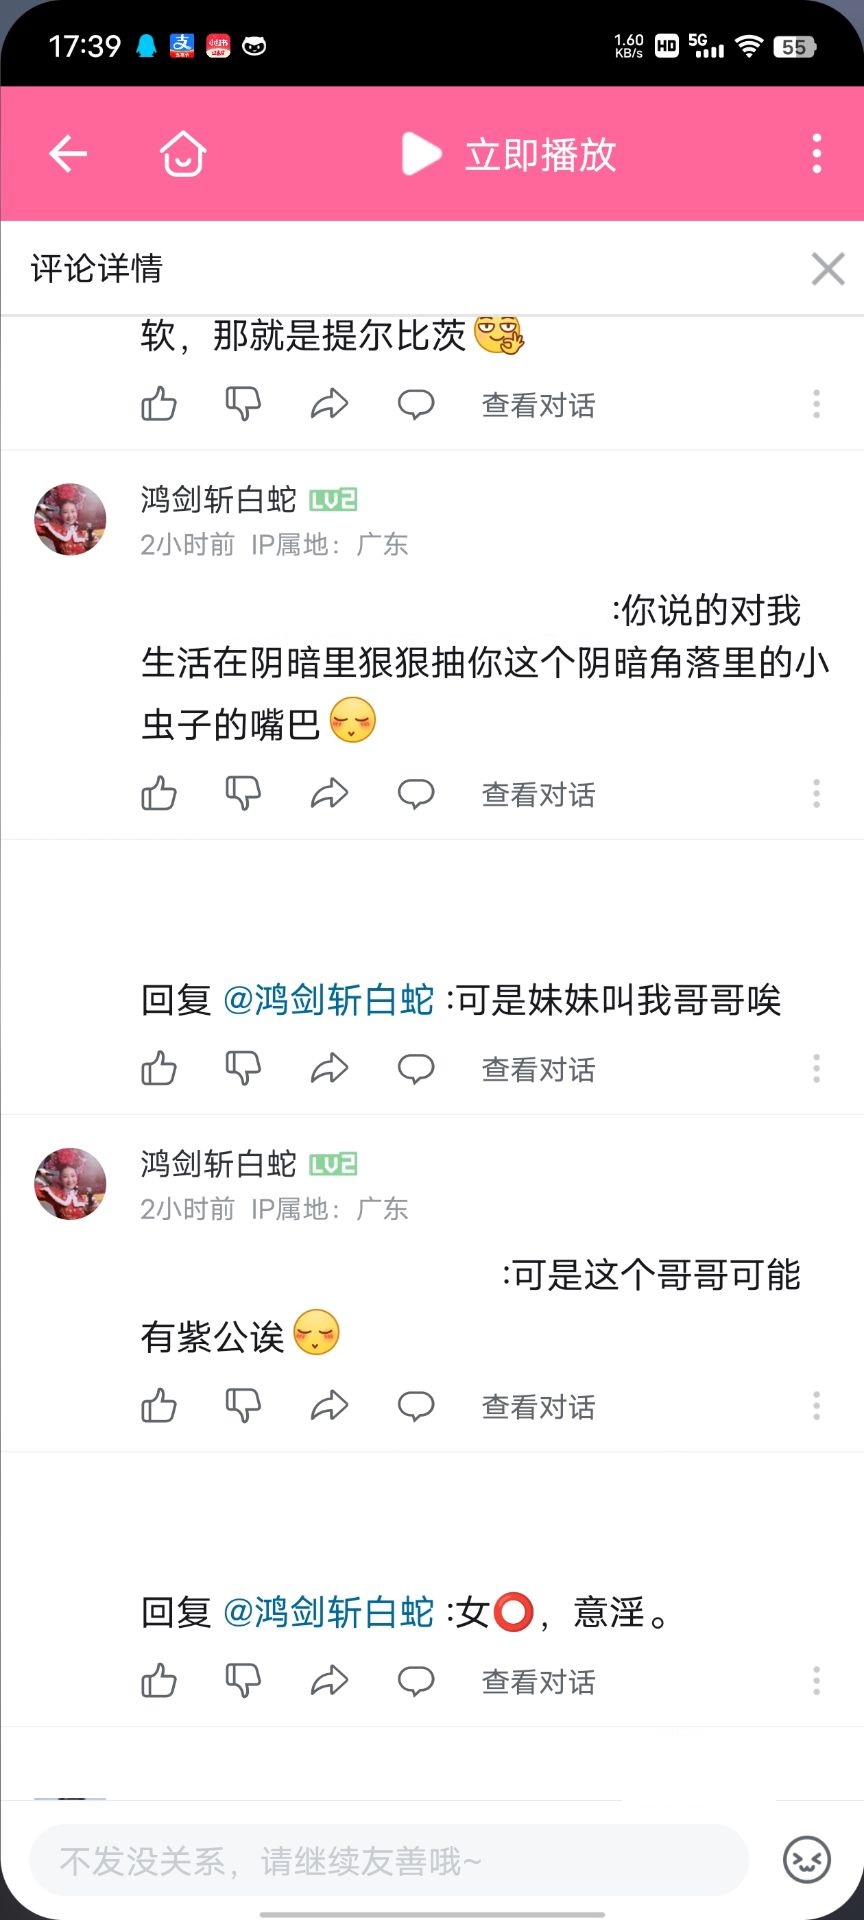 17:39
1.60
KB/s
HD
5G
55
立即播放
评论详情
软，那就是提尔比茨
查看对话
鸿剑斩白蛇 LV2
2小时前 IP属地：广东
:你说的对我
生活在阴暗里狠狠抽你这个阴暗角落里的小
虫子的嘴巴
查看对话
回复 @鸿剑斩白蛇 :可是妹妹叫我哥哥唉
查看对话
鸿剑斩白蛇 LV2
2小时前 IP属地：广东
:可是这个哥哥可能
有紫公诶
查看对话
回复 @鸿剑斩白蛇 :女⭕，意淫。
查看对话
不发没关系，请继续友善哦~